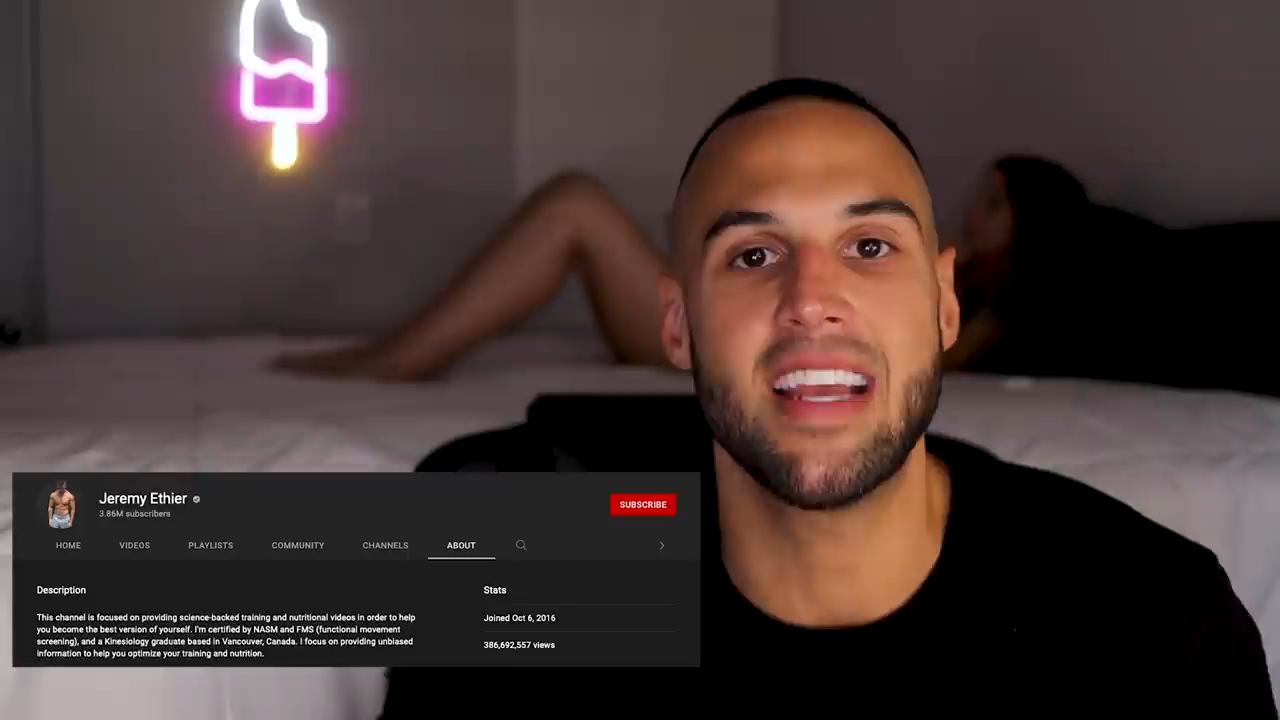 Jeremy Ethier
3.86M subscribers
SUBSCRIBE
HOME VIDEOS PLAYLISTS COMMUNITY CHANNELS ABOUT
Description
This channel is focused on providing science-backed training and nutritional videos in order to help
you become the best version of yourself. I'm certified by NASM and FMS (functional movement
screening), and a Kinesiology graduate based in Vancouver, Canada. I focus on providing unbiased
information to help you optimize your training and nutrition.
Stats
Joined Oct 6, 2016
386,692,557 views